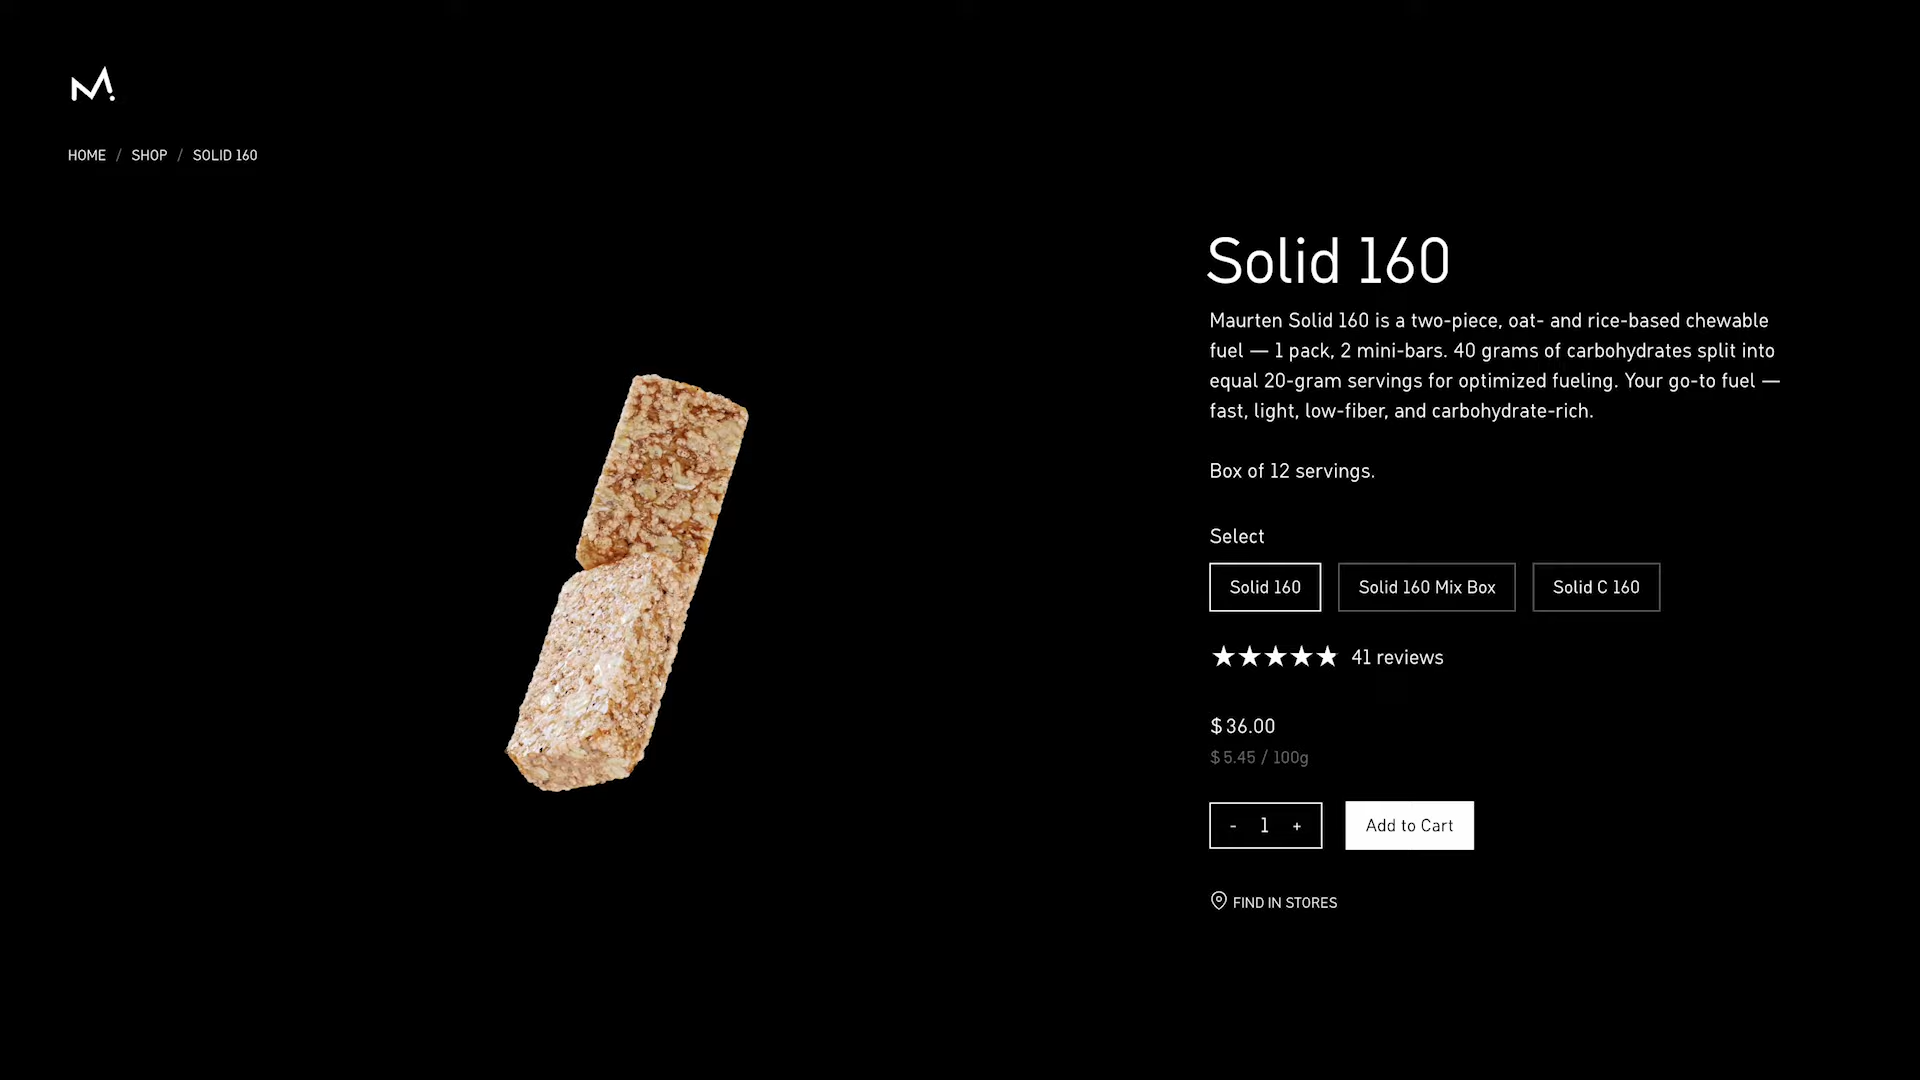 HOME / SHOP / SOLID 160
Solid 160
Maurten Solid 160 is a two-piece, oat- and rice-based chewable
fuel — 1 pack, 2 mini-bars. 40 grams of carbohydrates split into
equal 20-gram servings for optimized fueling. Your go-to fuel —
fast, light, low-fiber, and carbohydrate-rich.
Box of 12 servings.
Select
Solid 160
Solid 160 Mix Box
Solid C 160
41 reviews
$36.00
$5.45 / 100g
- 1 +
Add to Cart
FIND IN STORES